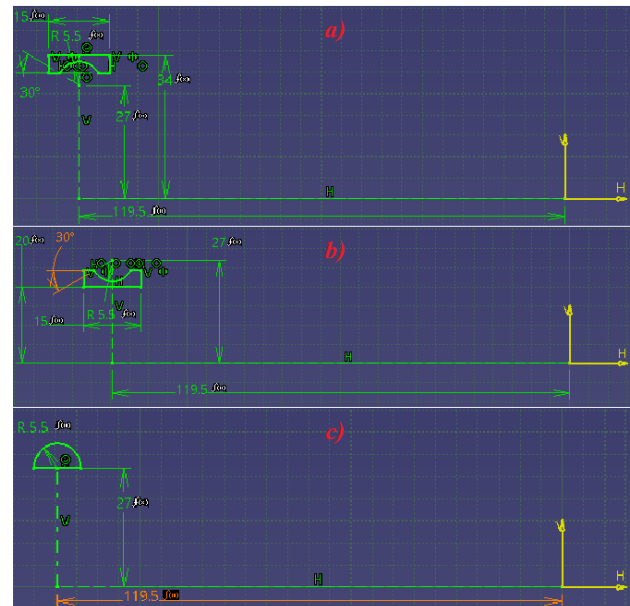 15 f(x)
a)
R 5.5 f(x)
V
V
H
34 f(x)
30°
27 f(x)
V
V
H
H
119.5 f(x)
20 f(x)
30°
b)
27 f(x)
H
V
V
H
V
15 f(x)
R 5.5 f(x)
V
H
H
119.5 f(x)
c)
R 5.5 f(x)
27 f(x)
V
V
H
H
119.5 f(x)